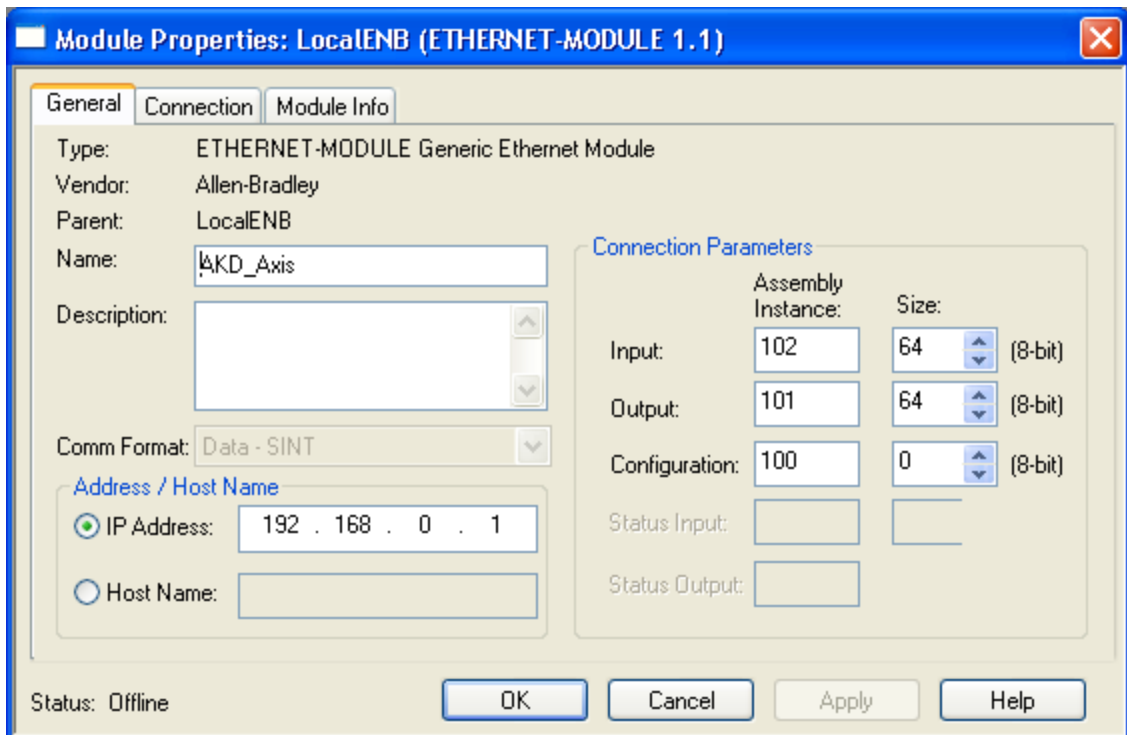 Module Properties: LocalENB (ETHERNET-MODULE 1.1)
General Connection Module Info
Type: ETHERNET-MODULE Generic Ethernet Module
Vendor: Allen-Bradley
Parent: LocalENB
Name: AKD_Axis
Description:
Comm Format: Data - SINT
Address / Host Name
IP Address: 192 . 168 . 0 . 1
Host Name:
Connection Parameters
Assembly
Instance: Size:
Input: 102 64 (8-bit)
Output: 101 64 (8-bit)
Configuration: 100 0 (8-bit)
Status Input:
Status Output:
Status: Offline OK Cancel Apply Help